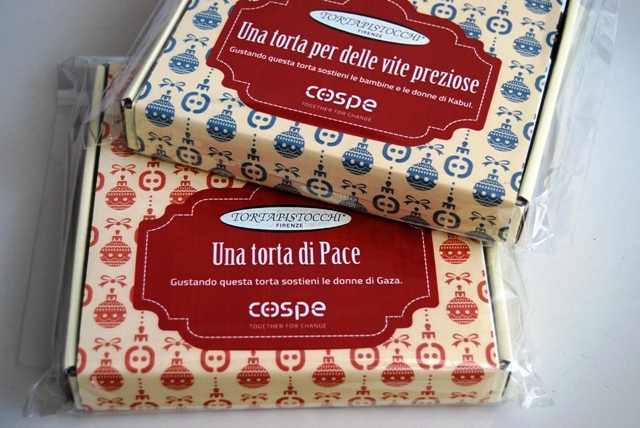 TORTAPISTOCCHI®
FIRENZE
Una torta per delle vite preziose
Gustando questa torta sostieni le bambine e le donne di Kabul.
cospe
TOGETHER FOR CHANGE
TORTAPISTOCCHI®
FIRENZE
Una torta di Pace
Gustando questa torta sostieni le donne di Gaza.
cospe
TOGETHER FOR CHANGE